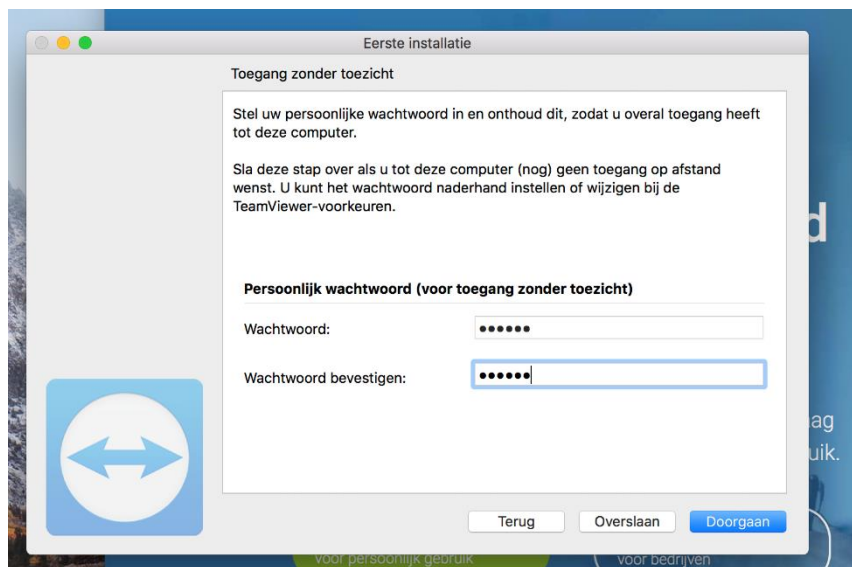 Eerste installatie
Toegang zonder toezicht
Stel uw persoonlijke wachtwoord in en onthoud dit, zodat u overal toegang heeft
tot deze computer.
Sla deze stap over als u tot deze computer (nog) geen toegang op afstand
wenst. U kunt het wachtwoord naderhand instellen of wijzigen bij de
TeamViewer-voorkeuren.
d
Persoonlijk wachtwoord (voor toegang zonder toezicht)
Wachtwoord: ••••••
Wachtwoord bevestigen: ••••••
uik.
Terug Overslaan Doorgaan
voor persoonlijk gebruik voor bedrijven